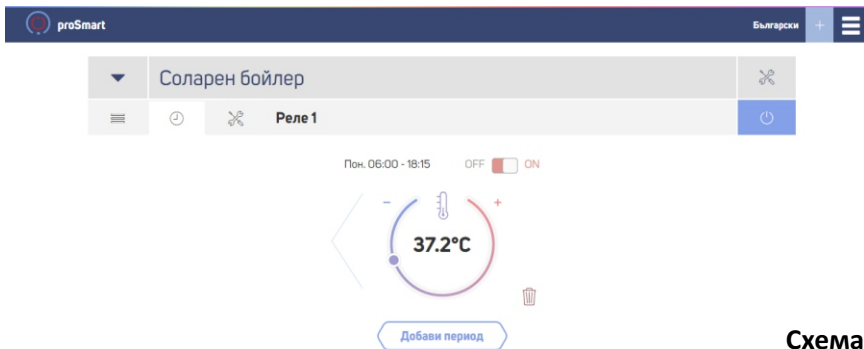 proSmart
Български +
Соларен бойлер
Реле 1
Пон. 06:00 - 18:15 OFF ON
- +
37.2°C
Добави период
Схема